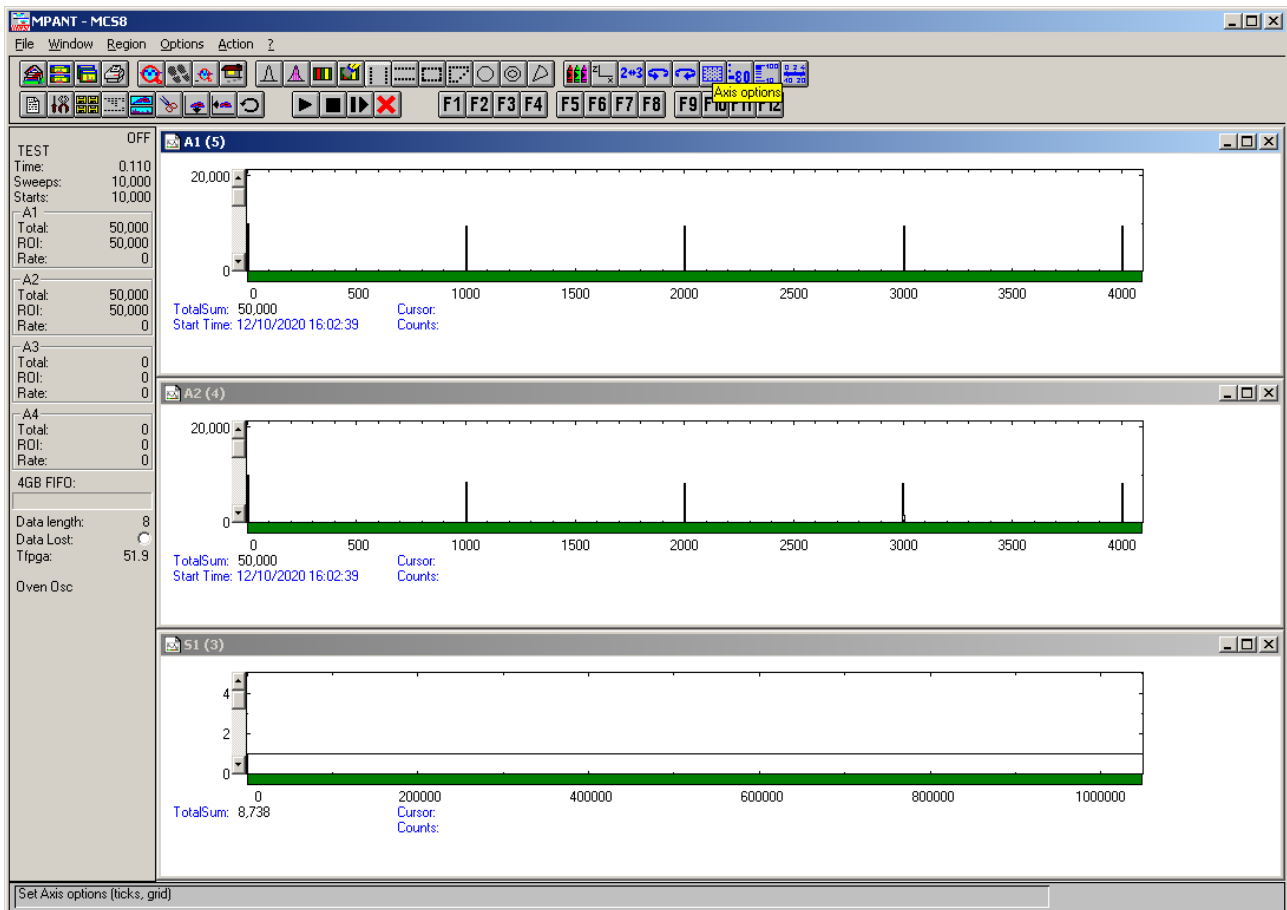 MPANT - MCS8
File Window Region Options Action ?
Axis options
F1 F2 F3 F4 F5 F6 F7 F8 F9 F10 F11 F12
OFF
TEST
Time: 0.110
Sweeps: 10,000
Starts: 10,000
A1
Total: 50,000
ROI: 50,000
Rate: 0
A2
Total: 50,000
ROI: 50,000
Rate: 0
A3
Total: 0
ROI: 0
Rate: 0
A4
Total: 0
ROI: 0
Rate: 0
4GB FIFO:
Data length: 8
Data Lost:
Tfpga: 51.9
Oven Osc
A1 (5)
20,000
0
0 500 1000 1500 2000 2500 3000 3500 4000
TotalSum: 50,000 Cursor:
Start Time: 12/10/2020 16:02:39 Counts:
A2 (4)
20,000
0
0 500 1000 1500 2000 2500 3000 3500 4000
TotalSum: 50,000 Cursor:
Start Time: 12/10/2020 16:02:39 Counts:
S1 (3)
4
2
0
0 200000 400000 600000 800000 1000000
TotalSum: 8,738 Cursor:
Counts:
Set Axis options (ticks, grid)